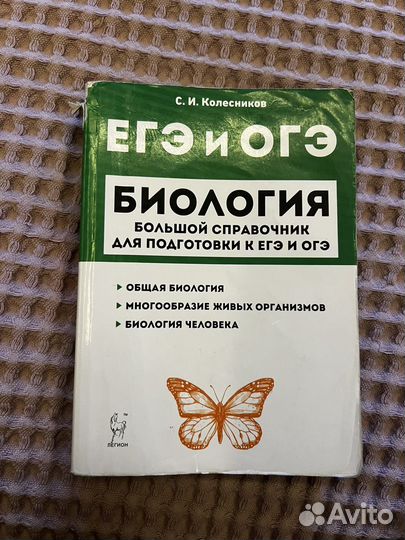 С. И. Колесников
ЕГЭ и ОГЭ
БИОЛОГИЯ
БОЛЬШОЙ СПРАВОЧНИК
ДЛЯ ПОДГОТОВКИ К ЕГЭ И ОГЭ
ОБЩАЯ БИОЛОГИЯ
МНОГООБРАЗИЕ ЖИВЫХ ОРГАНИЗМОВ
БИОЛОГИЯ ЧЕЛОВЕКА
ТМ
ЛЕГИОН
Avito